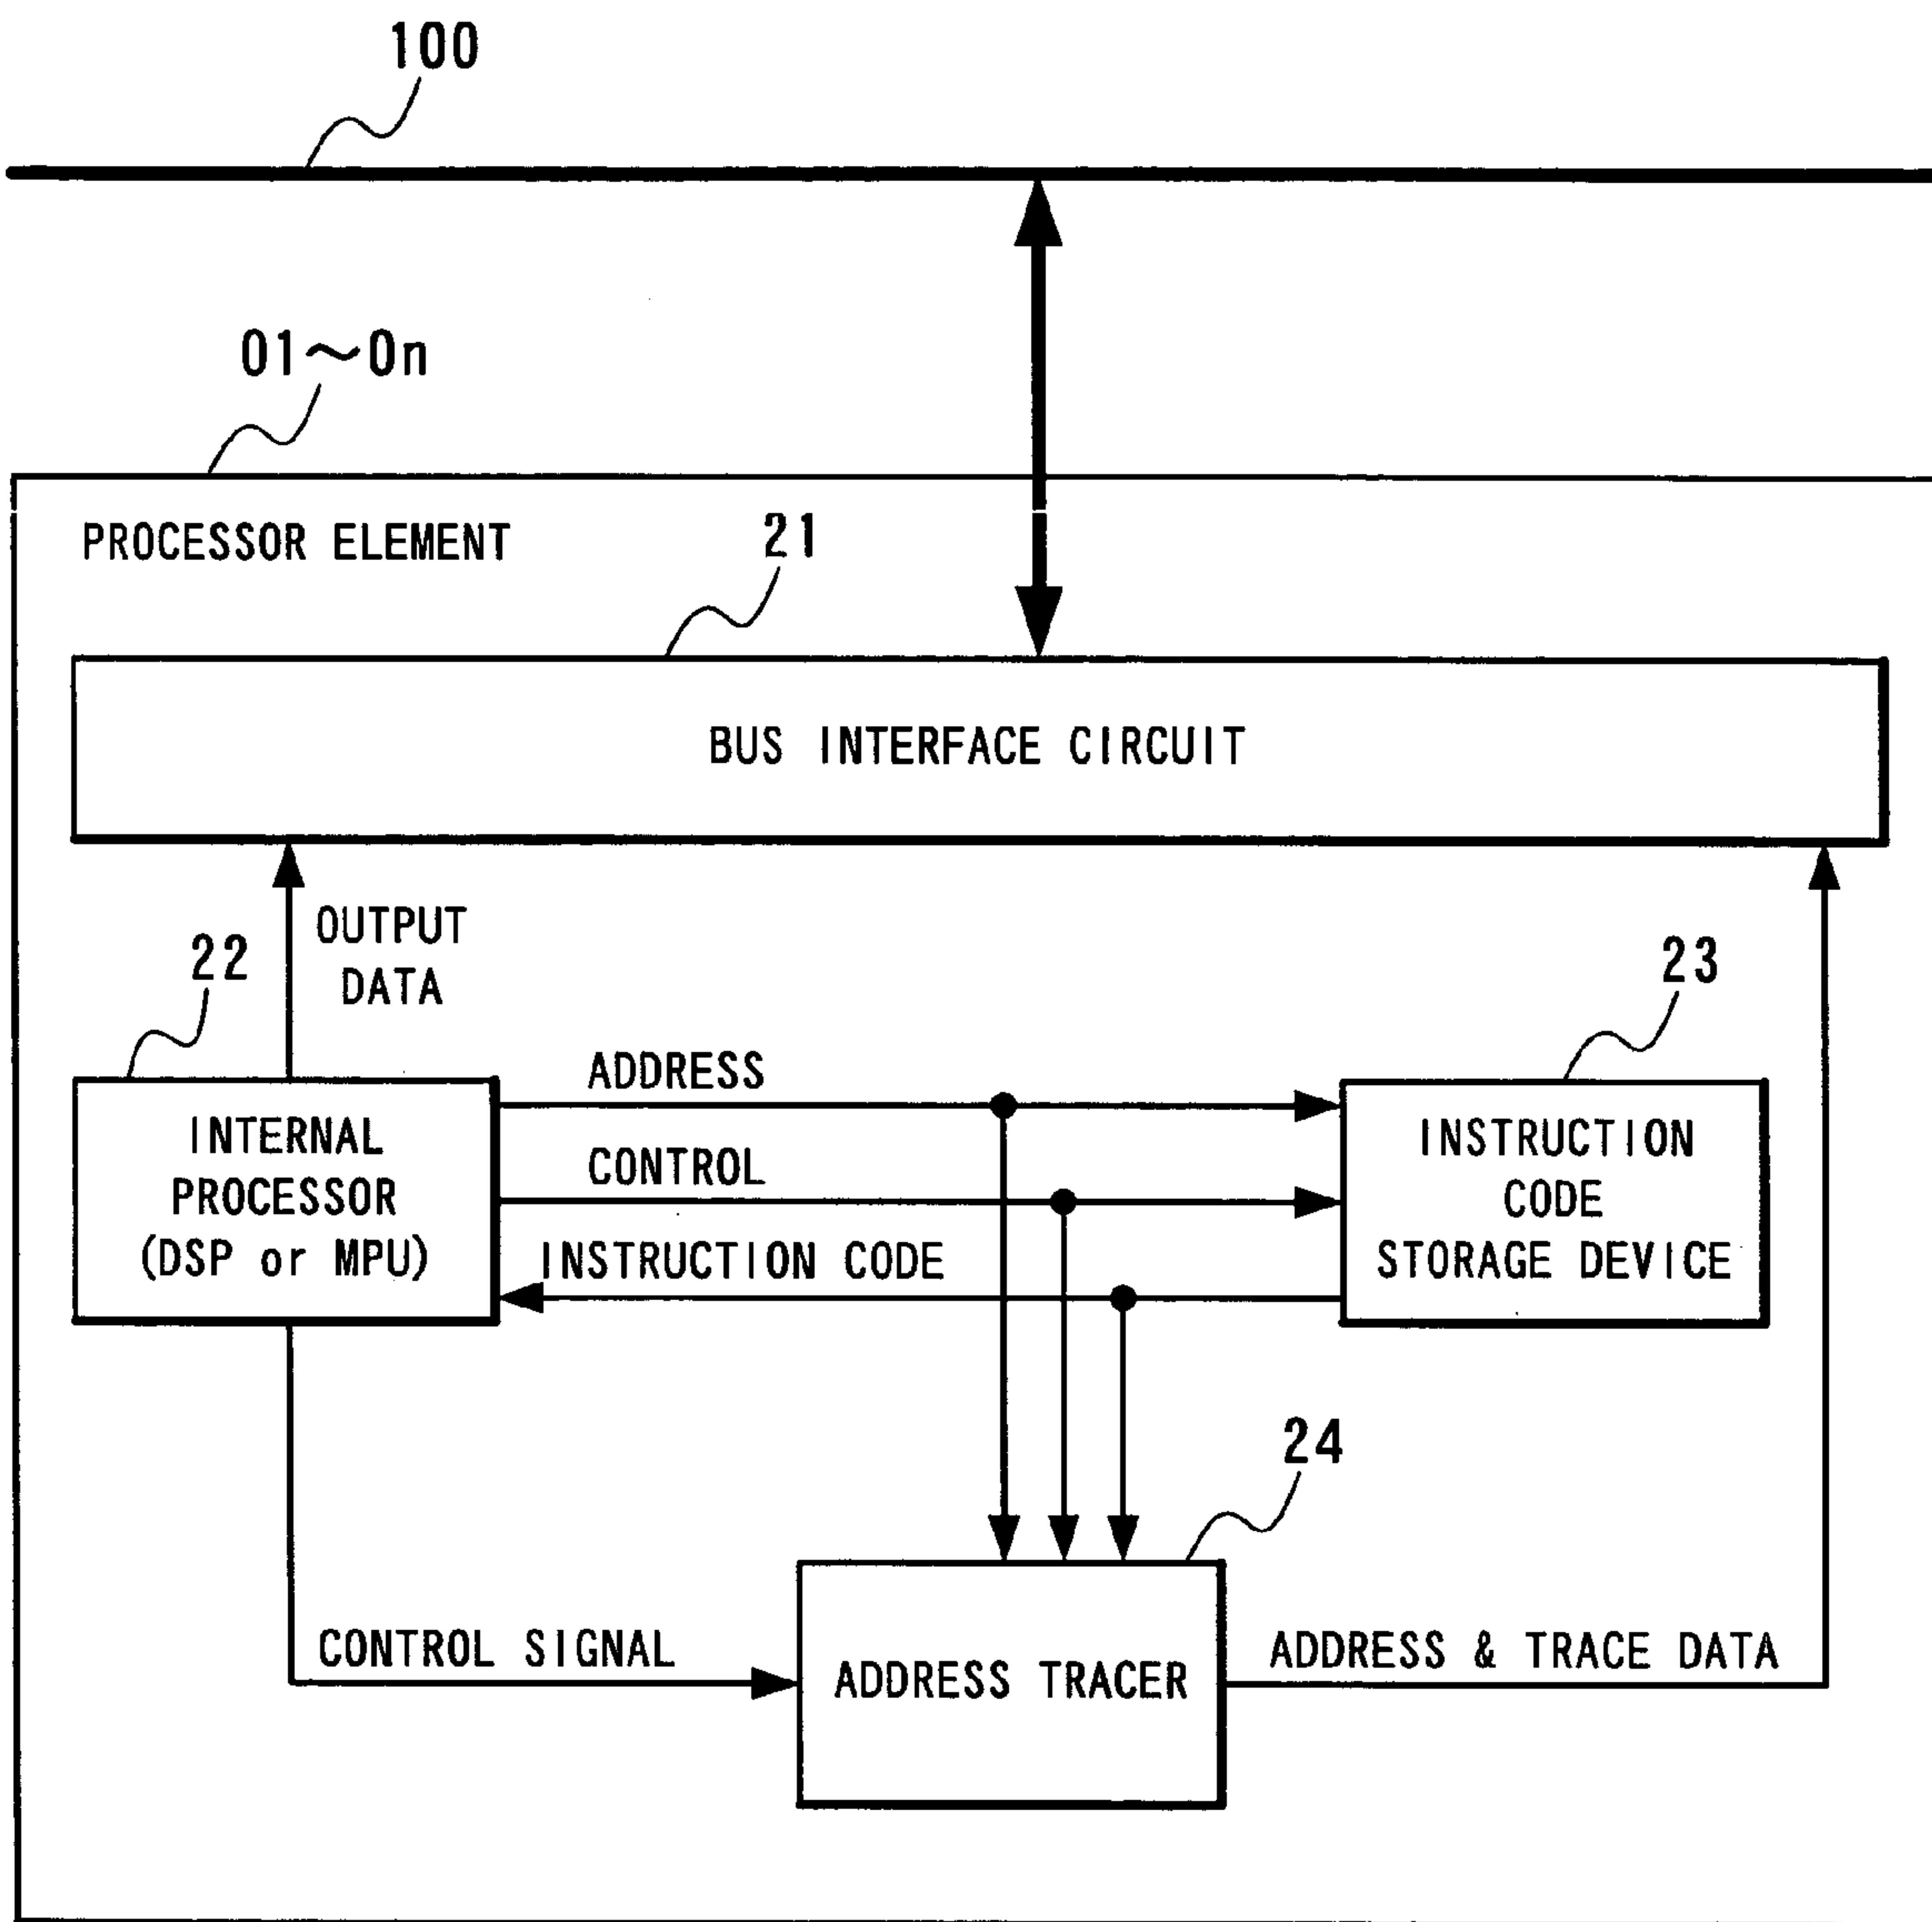 100
01～0n
PROCESSOR ELEMENT
21
BUS INTERFACE CIRCUIT
OUTPUT
DATA
22
23
ADDRESS
INTERNAL
PROCESSOR
(DSP or MPU)
CONTROL
INSTRUCTION CODE
INSTRUCTION
CODE
STORAGE DEVICE
24
CONTROL SIGNAL
ADDRESS TRACER
ADDRESS & TRACE DATA